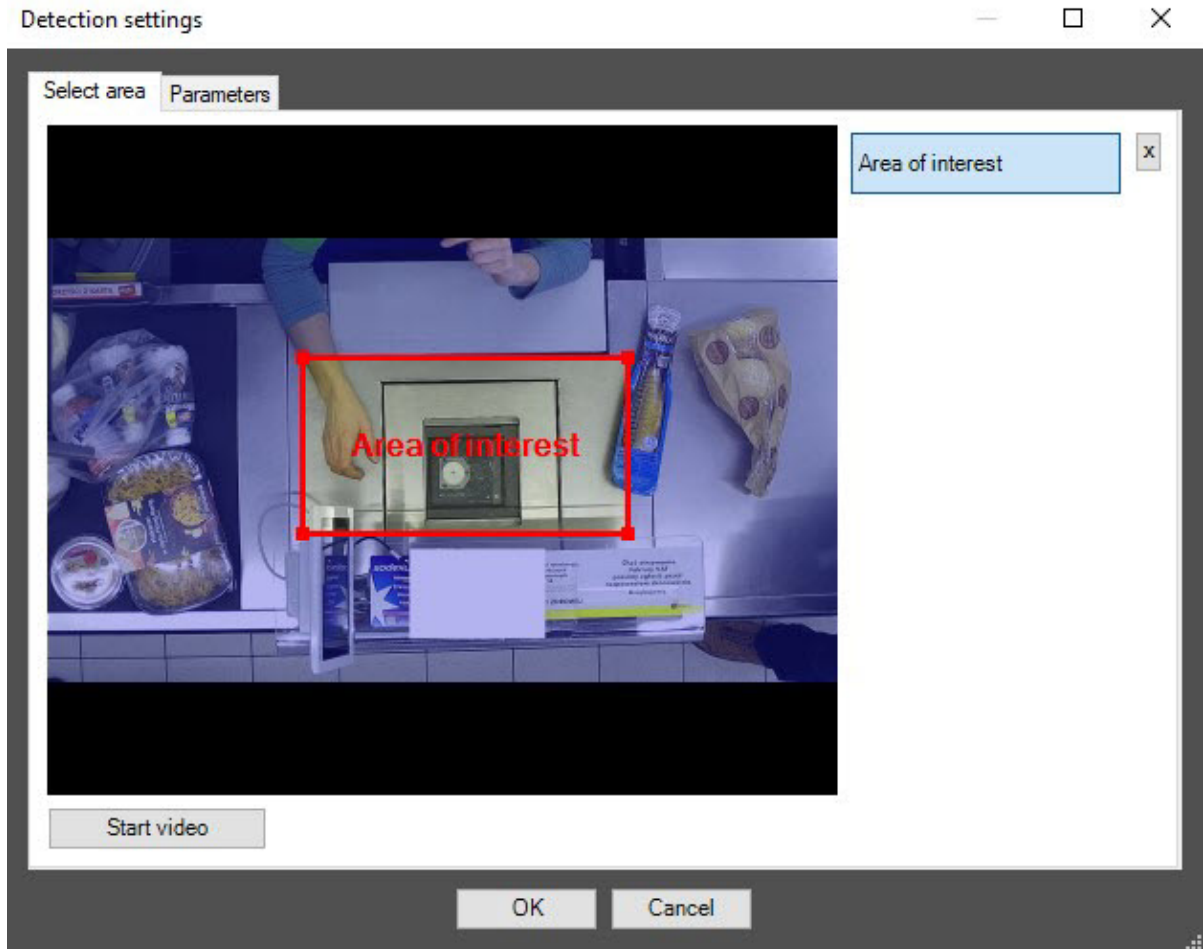 Detection settings
Select area
Parameters
Area of interest
x
Area of interest
Start video
OK
Cancel